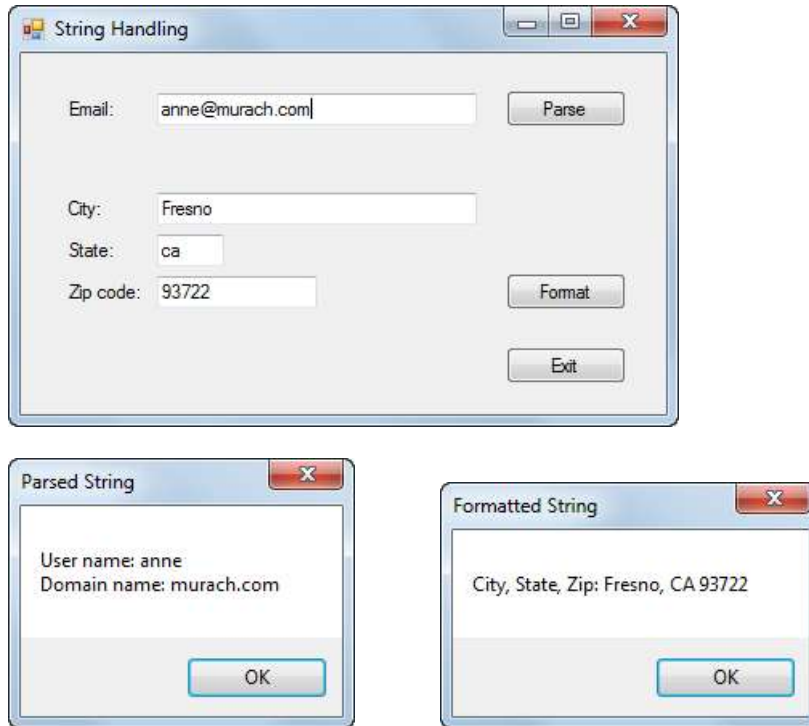 String Handling
Email: anne@murach.com Parse
City: Fresno
State: ca
Zip code: 93722 Format
Exit
Parsed String
User name: anne
Domain name: murach.com
OK
Formatted String
City, State, Zip: Fresno, CA 93722
OK